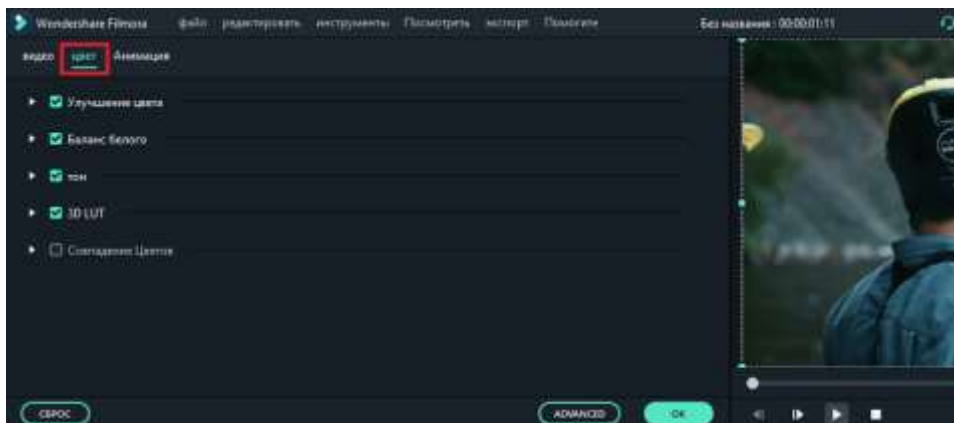 Wondershare Filmora файл редактировать инструменты Посмотреть экспорт Помогите Без названия : 00:00:01:11
видео цвет Анимация
Улучшение цвета
Баланс белого
тон
3D LUT
Совпадение Цветов
СБРОС ADVANCED OK